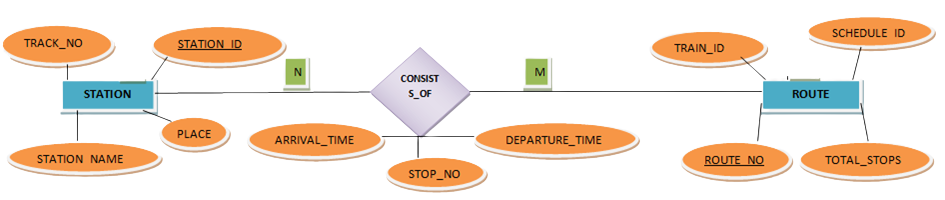 TRACK_NO
STATION_ID
STATION
PLACE
STATION_NAME
N
CONSIST
S_OF
M
ARRIVAL_TIME
DEPARTURE_TIME
STOP_NO
TRAIN_ID
SCHEDULE_ID
ROUTE
ROUTE_NO
TOTAL_STOPS